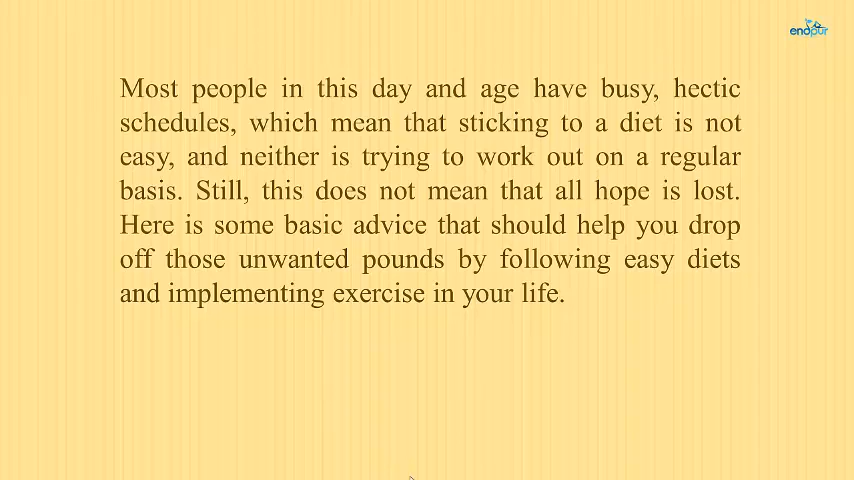 endpur
Most people in this day and age have busy, hectic
schedules, which mean that sticking to a diet is not
easy, and neither is trying to work out on a regular
basis. Still, this does not mean that all hope is lost.
Here is some basic advice that should help you drop
off those unwanted pounds by following easy diets
and implementing exercise in your life.